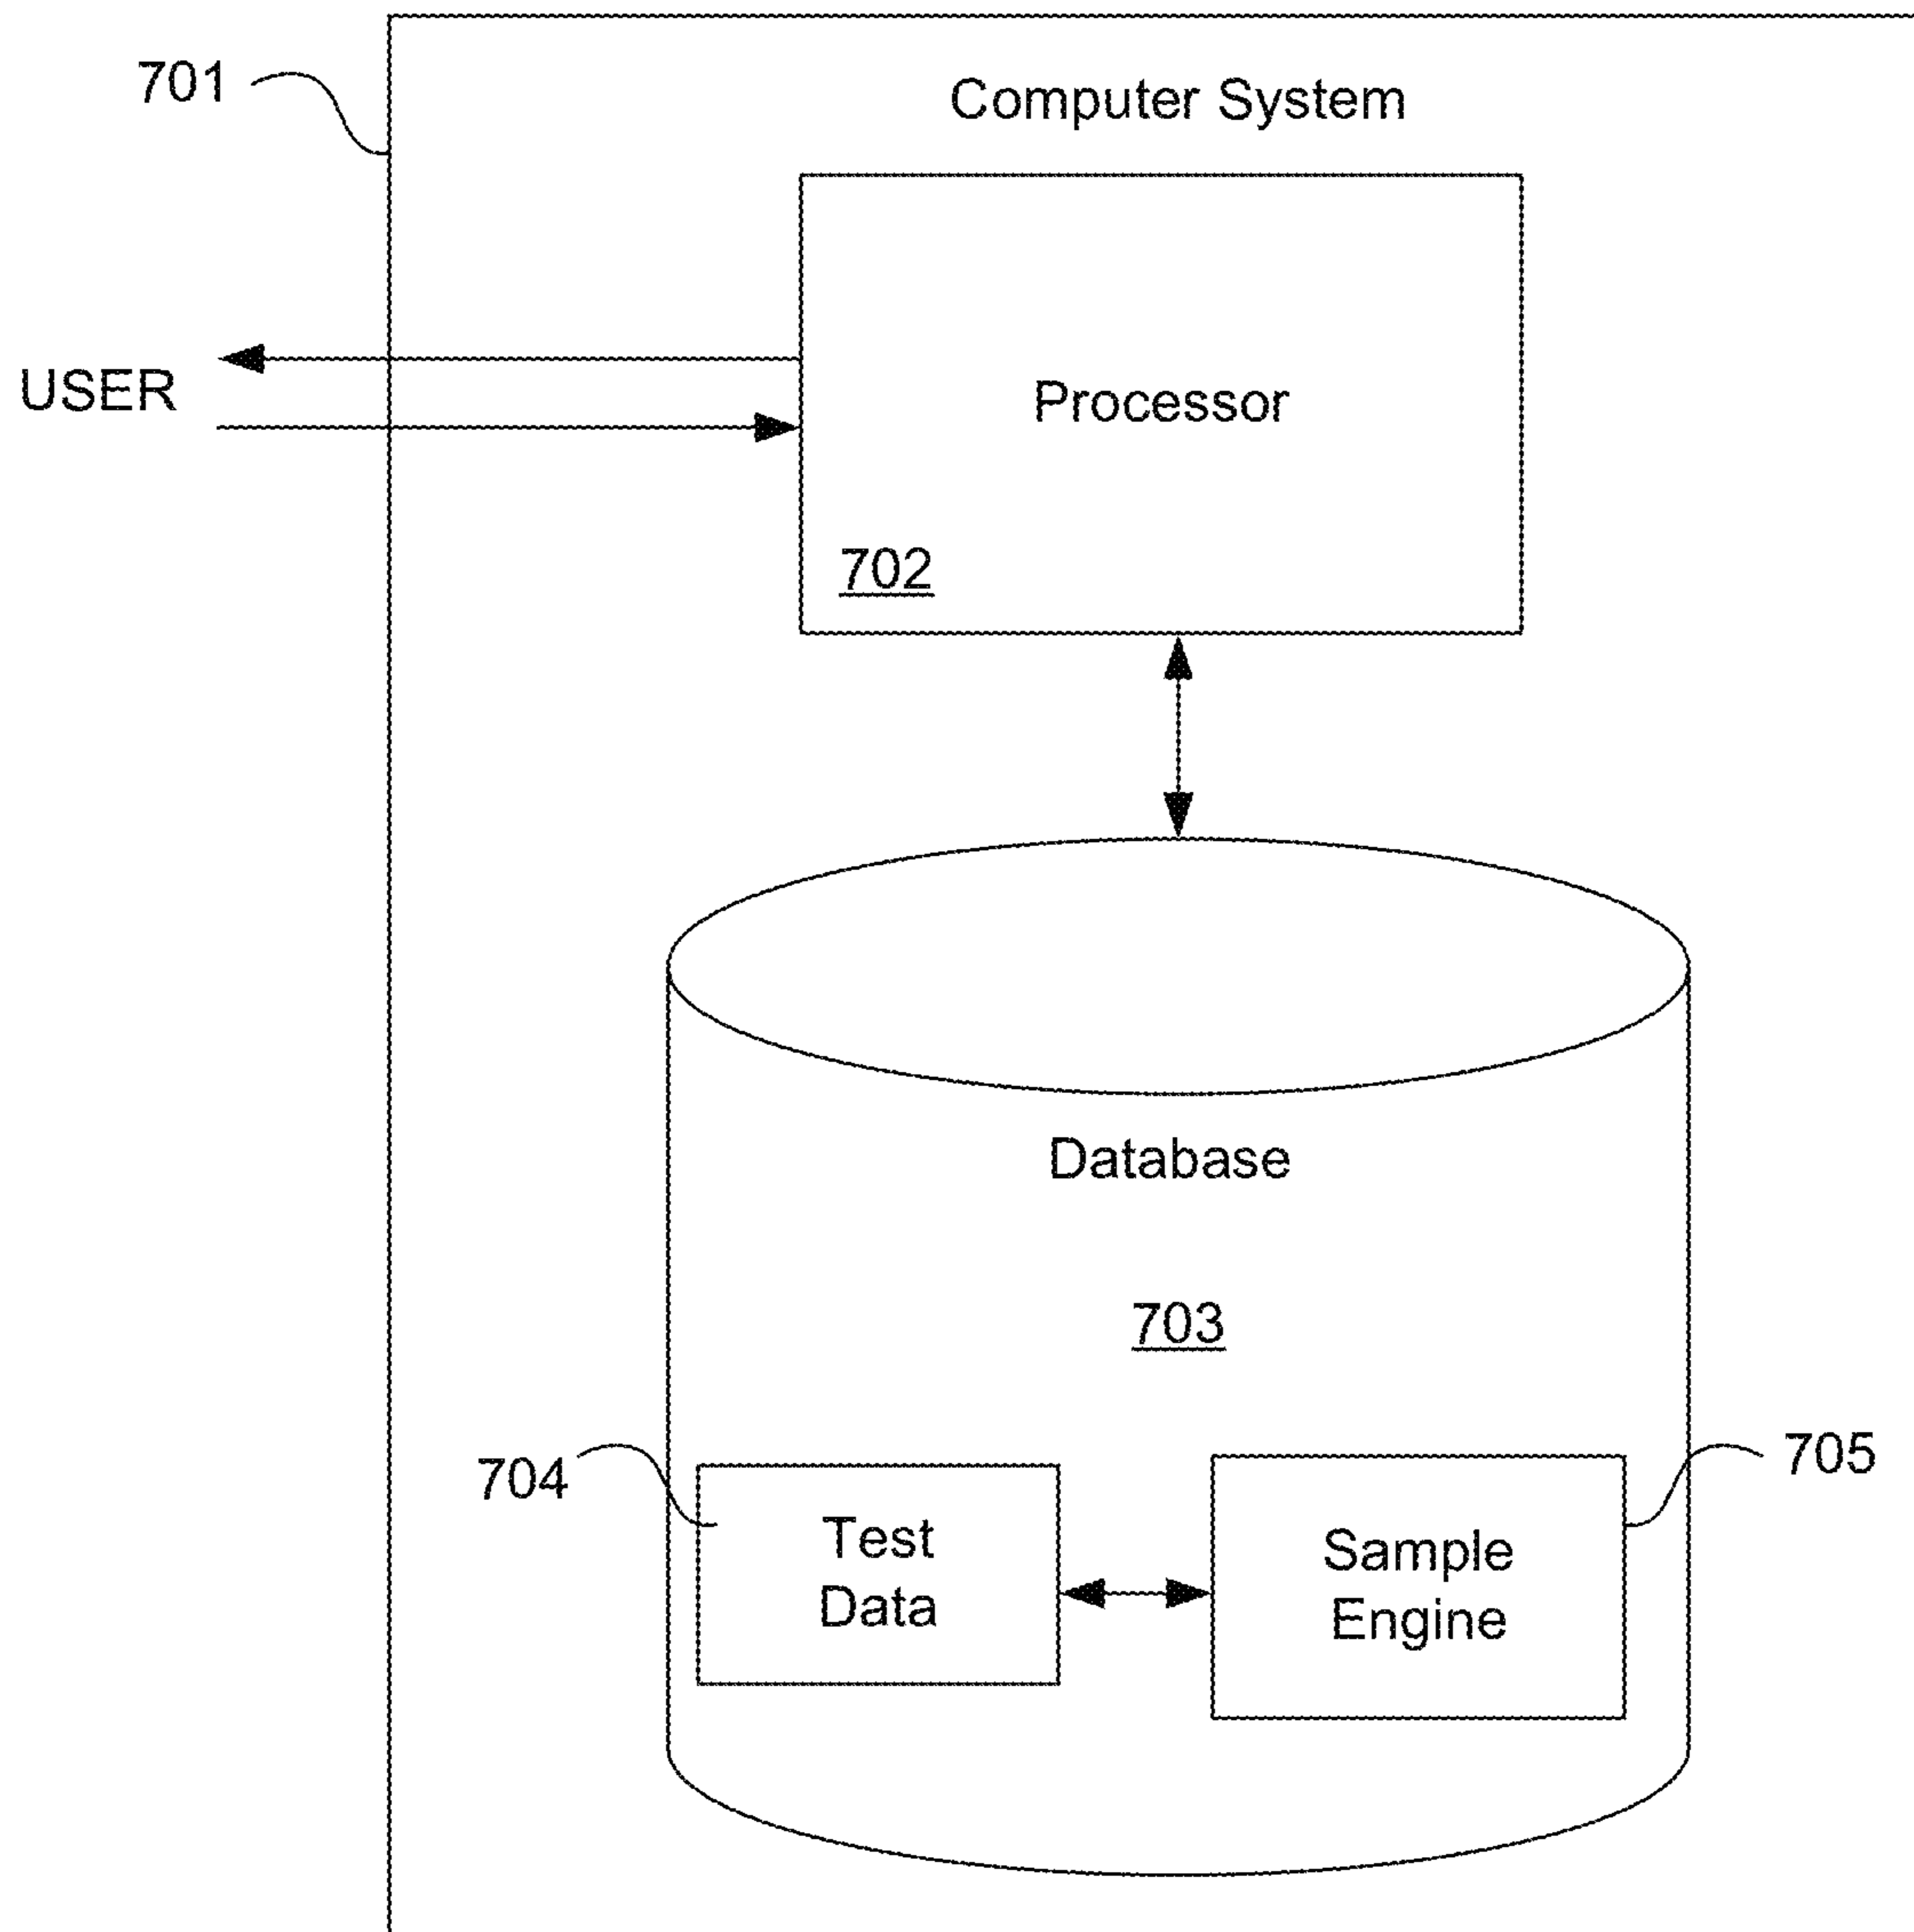 701
Computer System
USER
Processor
702
Database
703
704
705
Test
Data
Sample
Engine